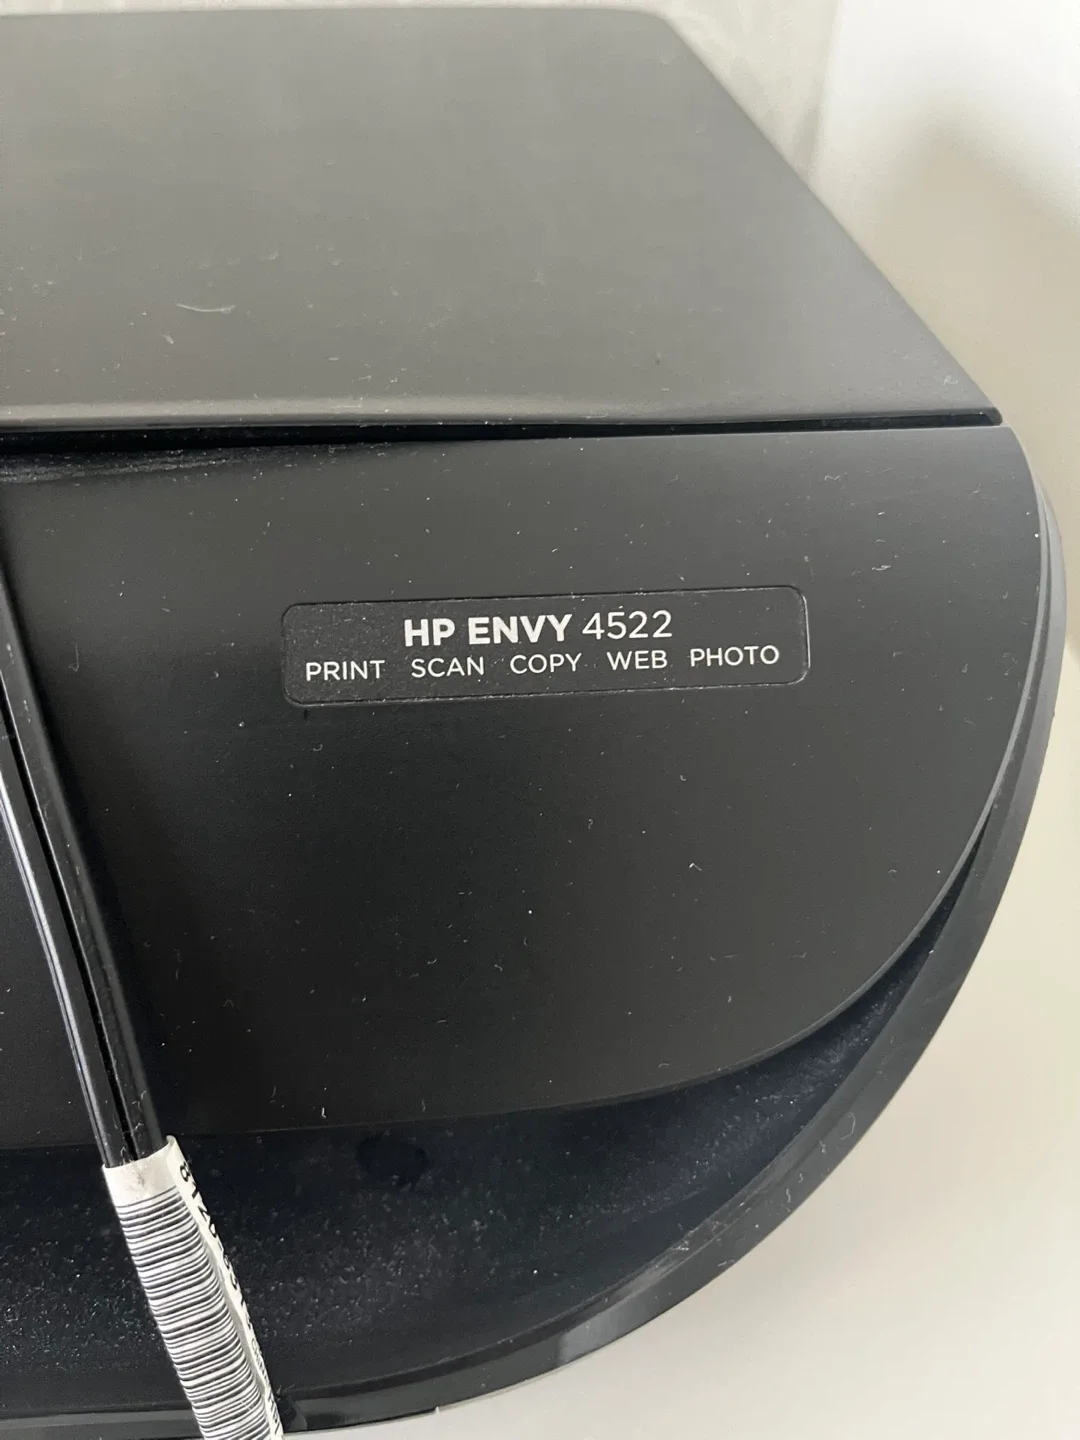 HP ENVY 4522
PRINT SCAN COPY WEB PHOTO